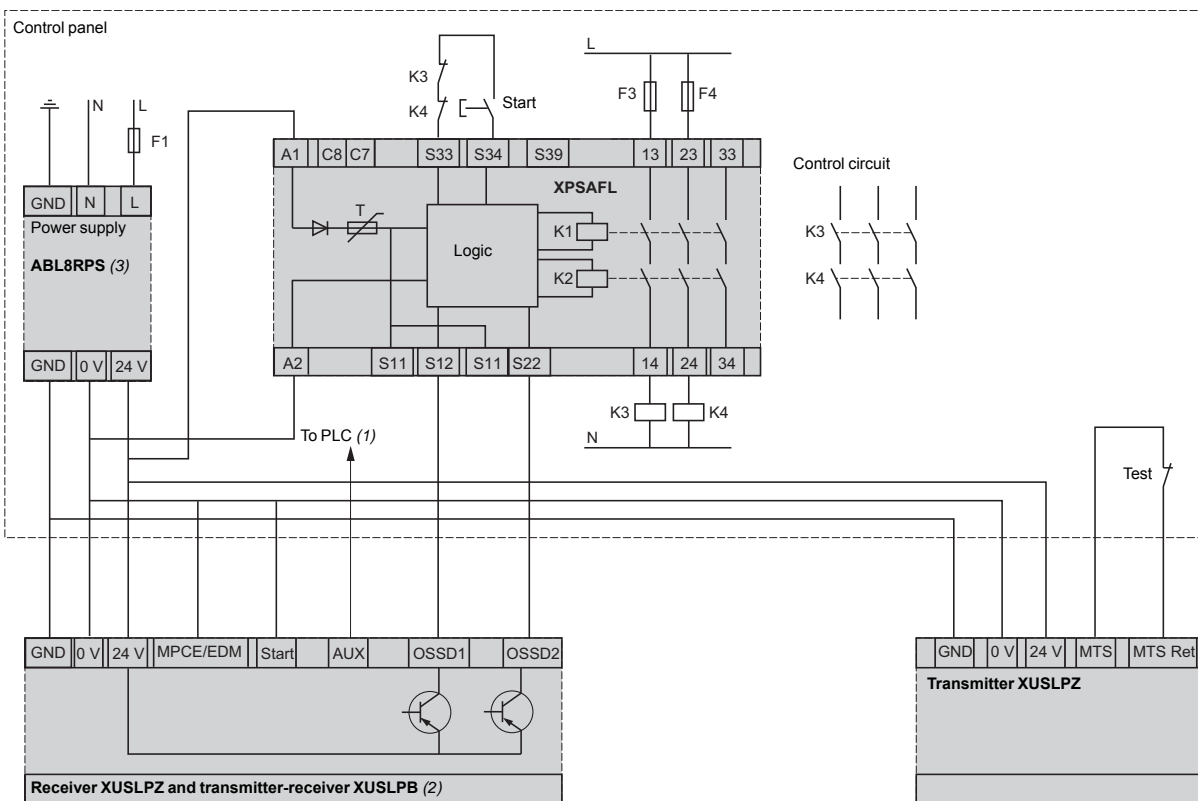 Control panel
N
L
F1
GND
N
L
Power supply
ABL8RPS (3)
GND
0 V
24 V
K3
K4
Start
L
F3
F4
A1
C8
C7
S33
S34
S39
13
23
33
XPSAFL
T
Logic
K1
K2
A2
S11
S12
S11
S22
14
24
34
K3
K4
N
Control circuit
K3
K4
To PLC (1)
Test
GND
0 V
24 V
MPCE/EDM
Start
AUX
OSSD1
OSSD2
Receiver XUSLPZ and transmitter-receiver XUSLPB (2)
GND
0 V
24 V
MTS
MTS Ret
Transmitter XUSLPZ